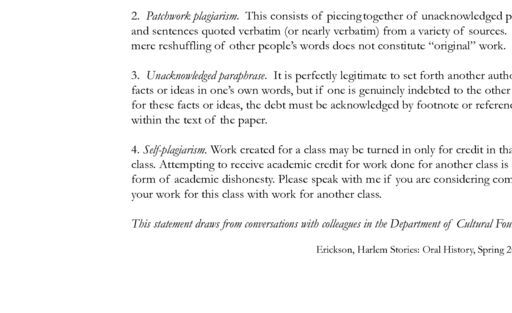 2. Patchwork plagiarism. This consists of piecing together of unacknowledged p
and sentences quoted verbatim (or nearly verbatim) from a variety of sources.
mere reshuffling of other people’s words does not constitute “original” work.
3. Unacknowledged paraphrase. It is perfectly legitimate to set forth another auth
facts or ideas in one’s own words, but if one is genuinely indebted to the other
for these facts or ideas, the debt must be acknowledged by footnote or referen
within the text of the paper.
4. Self-plagiarism. Work created for a class may be turned in only for credit in tha
class. Attempting to receive academic credit for work done for another class is
form of academic dishonesty. Please speak with me if you are considering com
your work for this class with work for another class.
This statement draws from conversations with colleagues in the Department of Cultural Fou
Erickson, Harlem Stories: Oral History, Spring 2